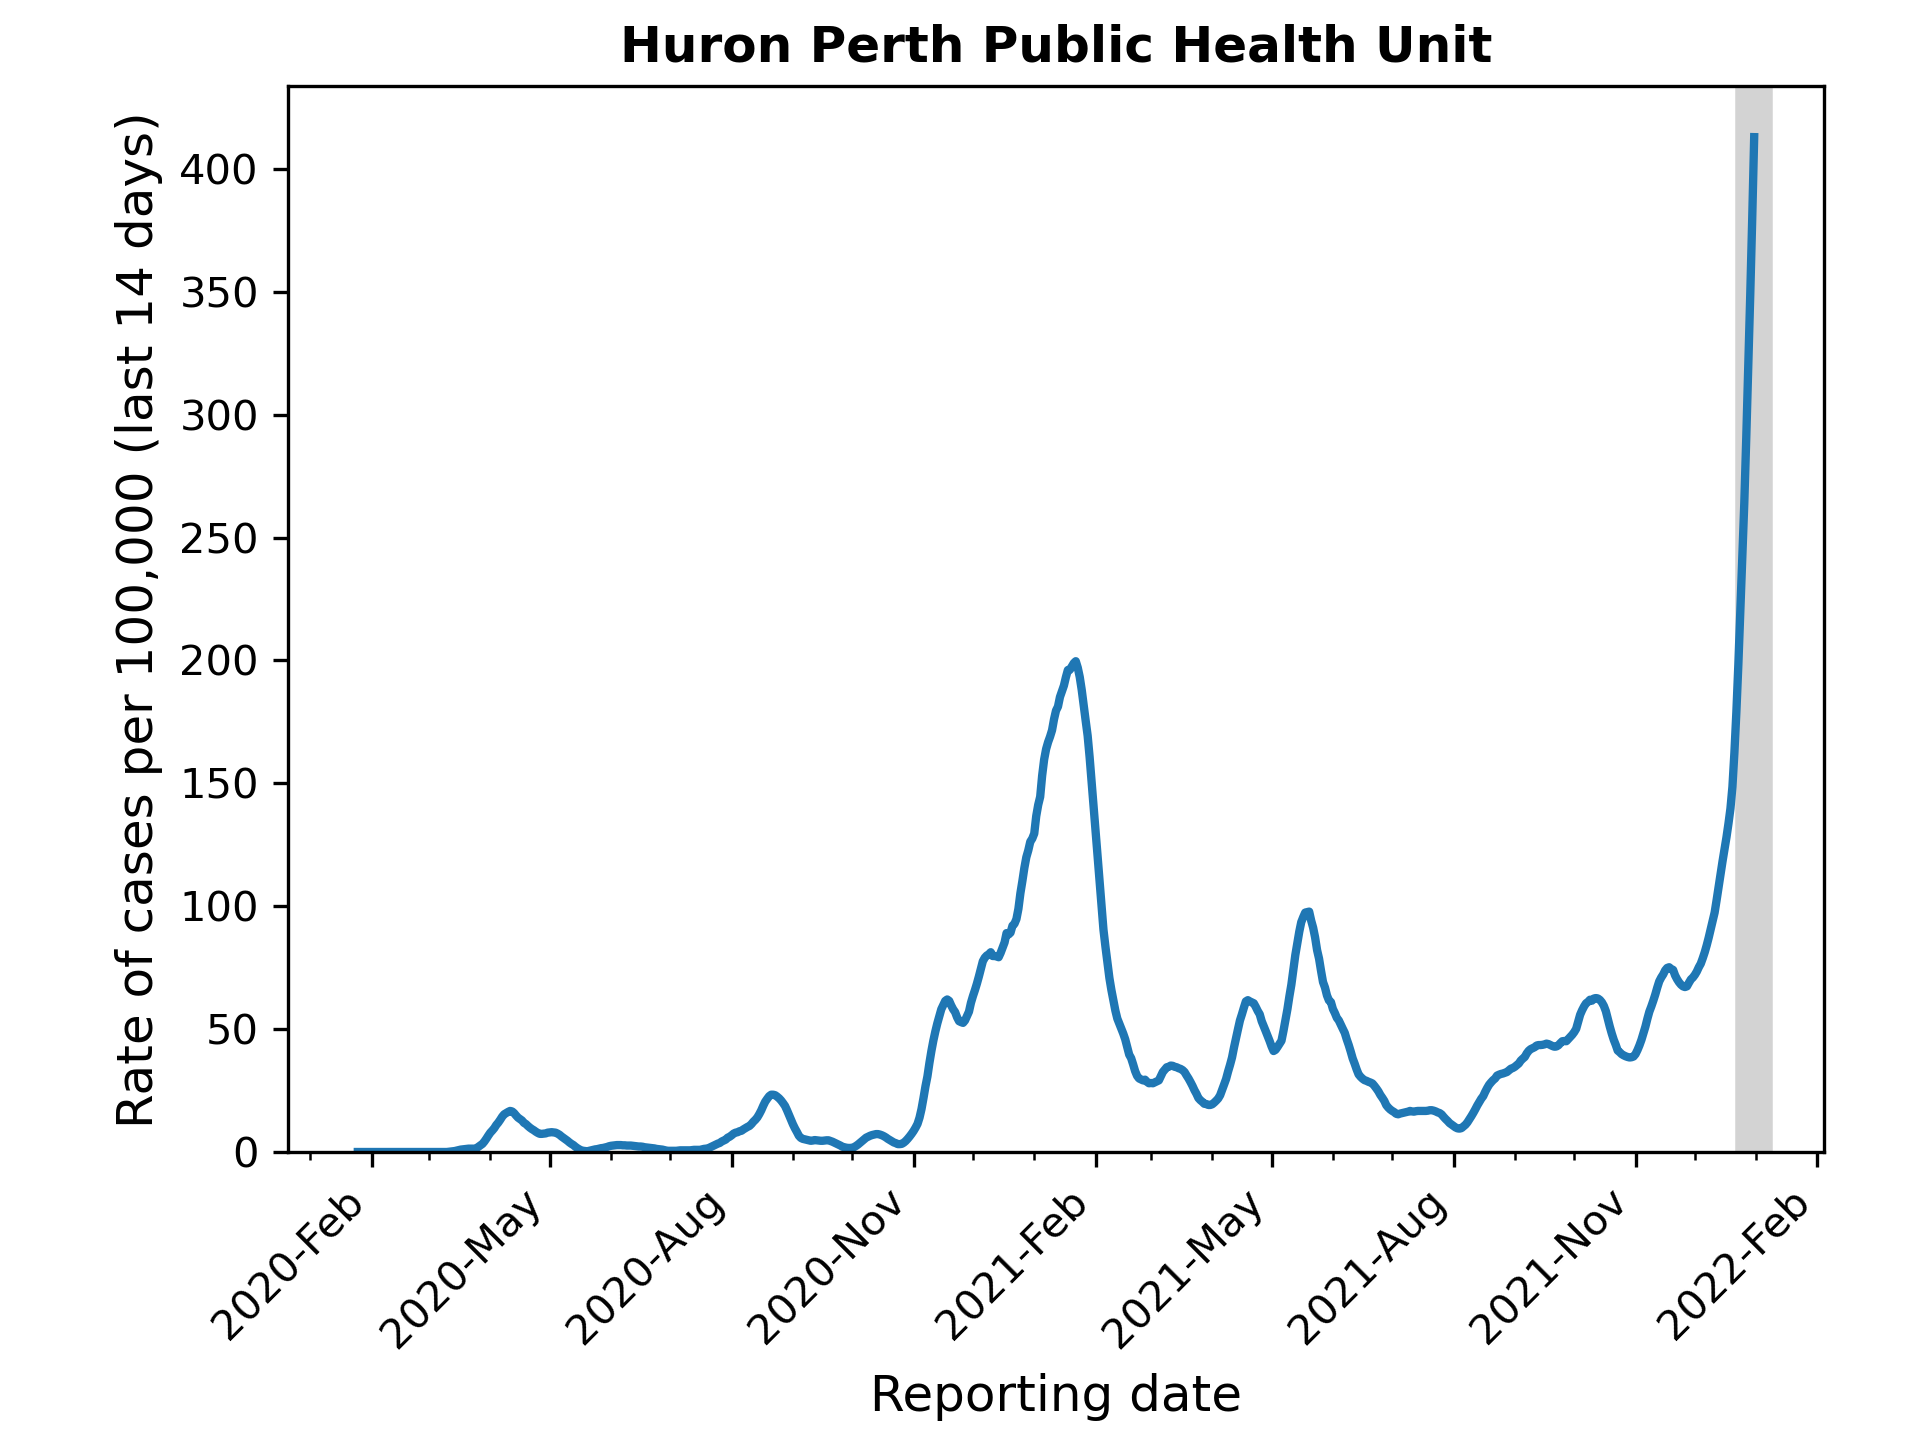 Huron Perth Public Health Unit
Rate of cases per 100,000 (last 14 days)
400
350
300
250
200
150
100
50
0
2020-Feb
2020-May
2020-Aug
2020-Nov
2021-Feb
2021-May
2021-Aug
2021-Nov
2022-Feb
Reporting date